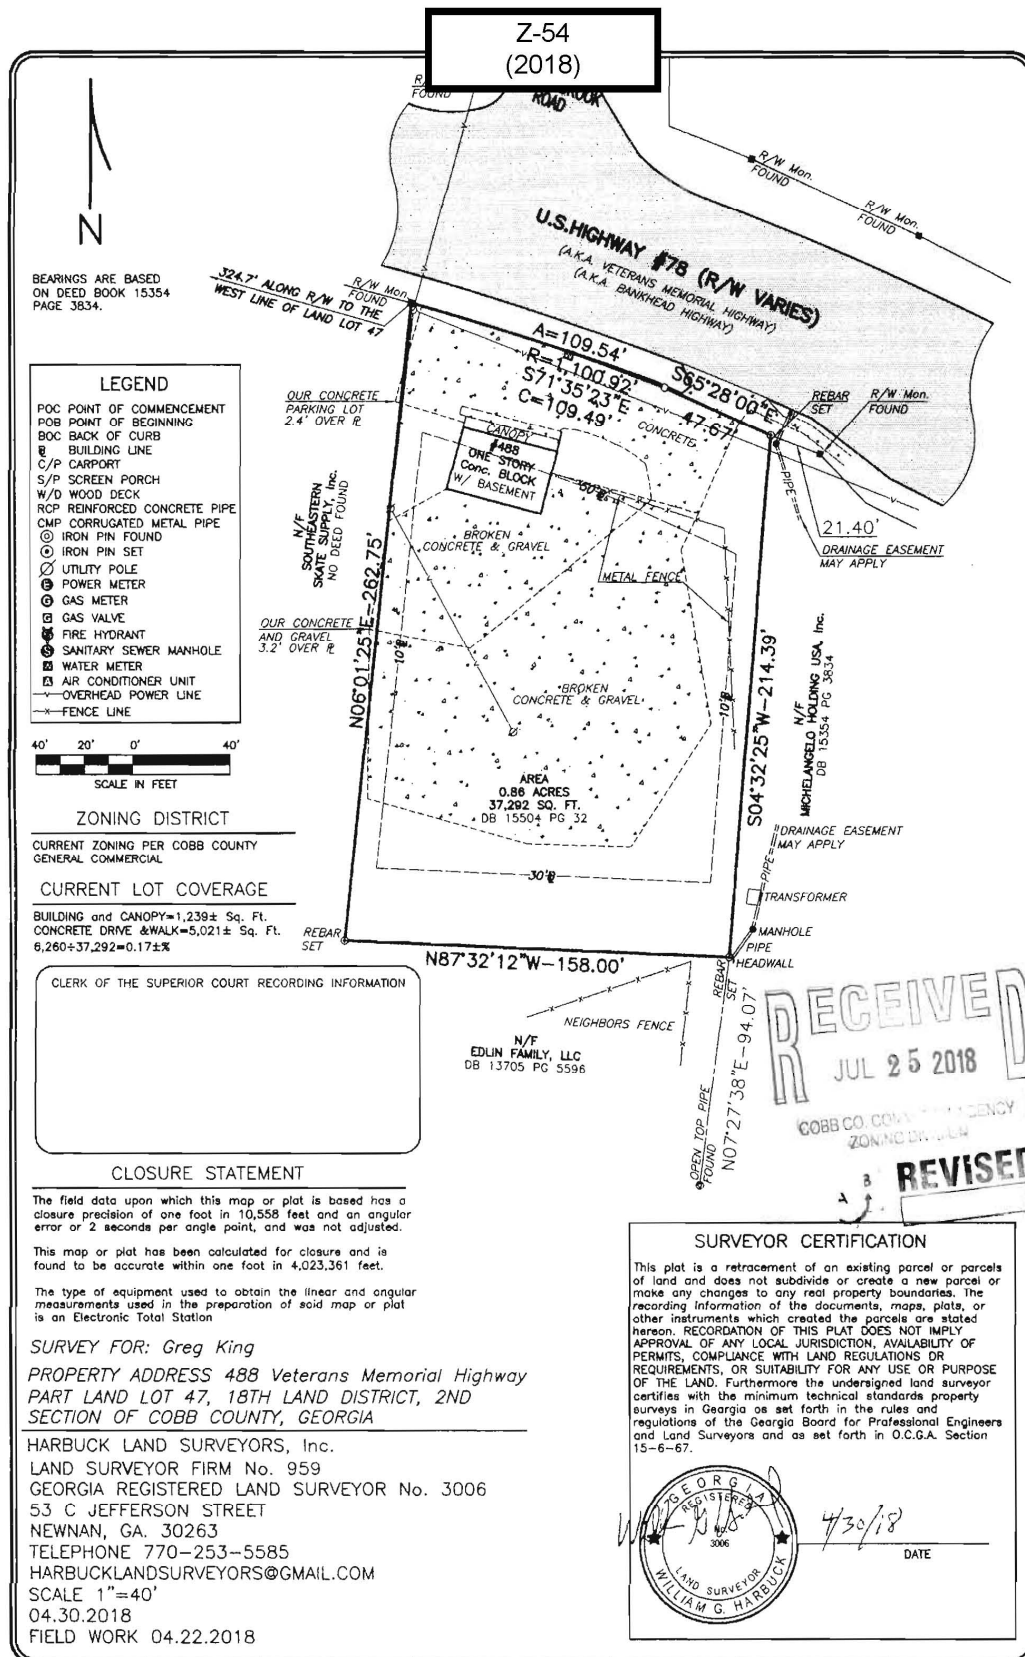 Z-54
(2018)
FOUND
ROAD
R/W Mon.
FOUND
R/W Mon.
FOUND
N
BEARINGS ARE BASED
ON DEED BOOK 15354
PAGE 3834.
U.S.HIGHWAY #78 (R/W VARIES)
(A.K.A. VETERANS MEMORIAL HIGHWAY)
(A.K.A. BANKHEAD HIGHWAY)
324.7' ALONG R/W TO THE
WEST LINE OF LAND LOT 47
R/W Mon.
FOUND
A=109.54'
R=1,100.92'
S71°35'23"E
C=109.49'
S65°28'00"E
47.67'
CONCRETE
REBAR
SET
R/W Mon.
FOUND
LEGEND
POC POINT OF COMMENCEMENT
POB POINT OF BEGINNING
BOC BACK OF CURB
BUILDING LINE
C/P CARPORT
S/P SCREEN PORCH
W/D WOOD DECK
RCP REINFORCED CONCRETE PIPE
CMP CORRUGATED METAL PIPE
IRON PIN FOUND
IRON PIN SET
UTILITY POLE
POWER METER
GAS METER
GAS VALVE
FIRE HYDRANT
SANITARY SEWER MANHOLE
WATER METER
AIR CONDITIONER UNIT
OVERHEAD POWER LINE
FENCE LINE
OUR CONCRETE
PARKING LOT
2.4' OVER PL
CANOPY
#488
ONE STORY
Conc. BLOCK
W/ BASEMENT
60'BL
PIPE
21.40'
DRAINAGE EASEMENT
MAY APPLY
N/F
SOUTHEASTERN
SKATE SUPPLY, Inc.
NO DEED FOUND
BROKEN
CONCRETE & GRAVEL
METAL FENCE
OUR CONCRETE
AND GRAVEL
3.2' OVER PL
N06°01'25"E-262.75'
10'BL
BROKEN
CONCRETE & GRAVEL
10'BL
S04°32'25"W-214.39'
N/F
MICHELANGELO HOLDING USA, Inc.
DB 15354 PG 3834
40' 20' 0' 40'
SCALE IN FEET
AREA
0.86 ACRES
37,292 SQ. FT.
DB 15504 PG 32
ZONING DISTRICT
CURRENT ZONING PER COBB COUNTY
GENERAL COMMERCIAL
DRAINAGE EASEMENT
MAY APPLY
PIPE
30'BL
TRANSFORMER
CURRENT LOT COVERAGE
BUILDING and CANOPY=1,239± Sq. Ft.
CONCRETE DRIVE &WALK=5,021± Sq. Ft.
6,260÷37,292=0.17±%
REBAR
SET
MANHOLE
PIPE
HEADWALL
N87°32'12"W-158.00'
REBAR
SET
CLERK OF THE SUPERIOR COURT RECORDING INFORMATION
NEIGHBORS FENCE
N/F
EDLIN FAMILY, LLC
DB 13705 PG 5596
N07°27'38"E-94.07'
OPEN TOP PIPE
FOUND
RECEIVED
JUL 25 2018
COBB CO.
ZONING
REVISED
CLOSURE STATEMENT
The field data upon which this map or plat is based has a
closure precision of one foot in 10,558 feet and an angular
error or 2 seconds per angle point, and was not adjusted.
This map or plat has been calculated for closure and is
found to be accurate within one foot in 4,023,361 feet.
The type of equipment used to obtain the linear and angular
measurements used in the preparation of said map or plat
is an Electronic Total Station
SURVEY FOR: Greg King
PROPERTY ADDRESS 488 Veterans Memorial Highway
PART LAND LOT 47, 18TH LAND DISTRICT, 2ND
SECTION OF COBB COUNTY, GEORGIA
HARBUCK LAND SURVEYORS, Inc.
LAND SURVEYOR FIRM No. 959
GEORGIA REGISTERED LAND SURVEYOR No. 3006
53 C JEFFERSON STREET
NEWNAN, GA. 30263
TELEPHONE 770-253-5585
HARBUCKLANDSURVEYORS@GMAIL.COM
SCALE 1"=40'
04.30.2018
FIELD WORK 04.22.2018
SURVEYOR CERTIFICATION
This plat is a retracement of an existing parcel or parcels
of land and does not subdivide or create a new parcel or
make any changes to any real property boundaries. The
recording information of the documents, maps, plats, or
other instruments which created the parcels are stated
hereon. RECORDATION OF THIS PLAT DOES NOT IMPLY
APPROVAL OF ANY LOCAL JURISDICTION, AVAILABILITY OF
PERMITS, COMPLIANCE WITH LAND REGULATIONS OR
REQUIREMENTS, OR SUITABILITY FOR ANY USE OR PURPOSE
OF THE LAND. Furthermore the undersigned land surveyor
certifies with the minimum technical standards property
surveys in Georgia as set forth in the rules and
regulations of the Georgia Board for Professional Engineers
and Land Surveyors and as set forth in O.C.G.A. Section
15-6-67.
GEORGIA
REGISTERED
No.
3006
LAND SURVEYOR
WILLIAM G. HARBUCK
4/30/18
DATE